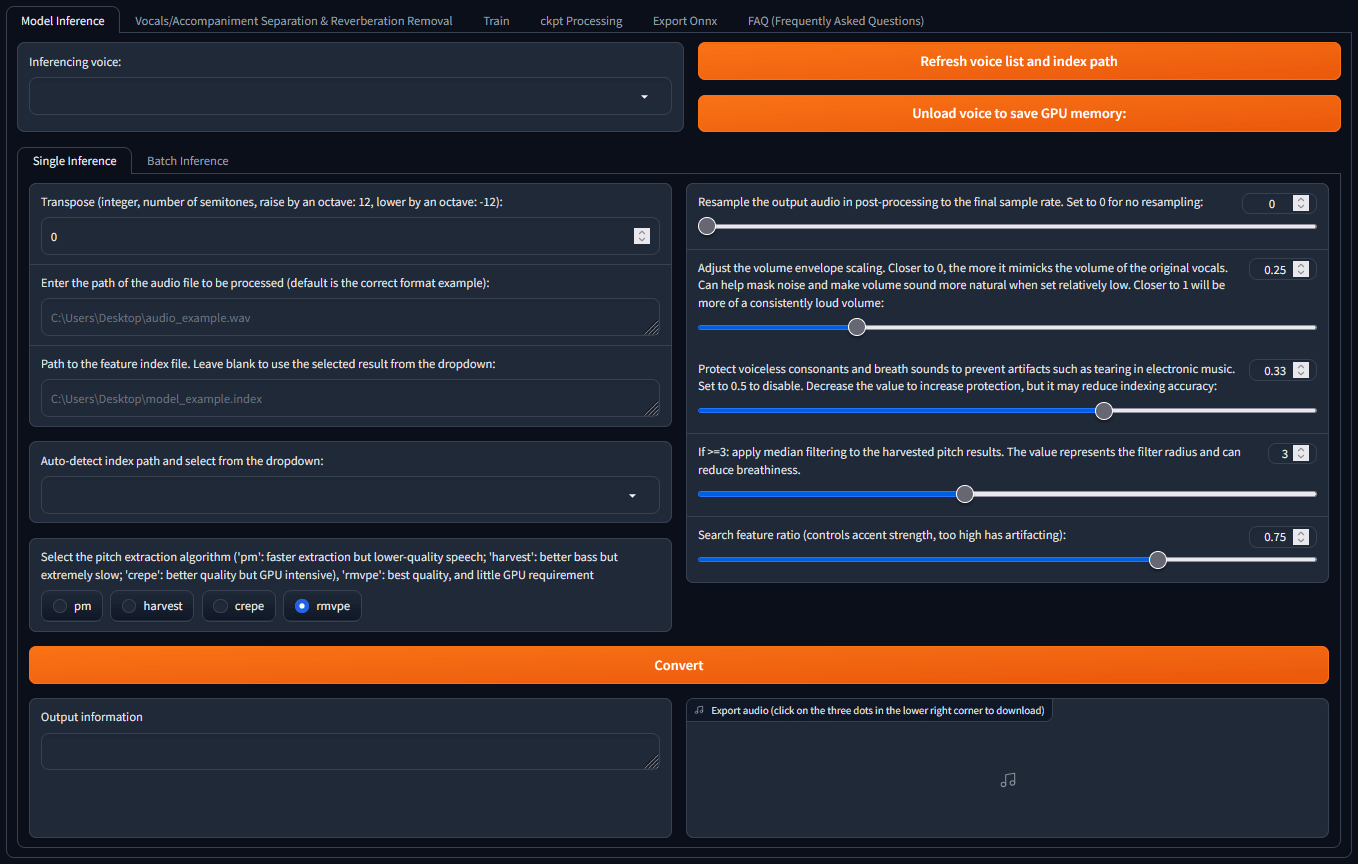 Model Inference
Vocals/Accompaniment Separation & Reverberation Removal
Train
ckpt Processing
Export Onnx
FAQ (Frequently Asked Questions)
Inferencing voice:
Refresh voice list and index path
Unload voice to save GPU memory:
Single Inference
Batch Inference
Transpose (integer, number of semitones, raise by an octave: 12, lower by an octave: -12):
0
Enter the path of the audio file to be processed (default is the correct format example):
C:\Users\Desktop\audio_example.wav
Path to the feature index file. Leave blank to use the selected result from the dropdown:
C:\Users\Desktop\model_example.index
Auto-detect index path and select from the dropdown:
Select the pitch extraction algorithm ('pm': faster extraction but lower-quality speech; 'harvest': better bass but
extremely slow; 'crepe': better quality but GPU intensive), 'rmvpe': best quality, and little GPU requirement
pm
harvest
crepe
rmvpe
Resample the output audio in post-processing to the final sample rate. Set to 0 for no resampling:
0
Adjust the volume envelope scaling. Closer to 0, the more it mimicks the volume of the original vocals.
Can help mask noise and make volume sound more natural when set relatively low. Closer to 1 will be
more of a consistently loud volume:
0.25
Protect voiceless consonants and breath sounds to prevent artifacts such as tearing in electronic music.
Set to 0.5 to disable. Decrease the value to increase protection, but it may reduce indexing accuracy:
0.33
If >=3: apply median filtering to the harvested pitch results. The value represents the filter radius and can
reduce breathiness.
3
Search feature ratio (controls accent strength, too high has artifacting):
0.75
Convert
Output information
Export audio (click on the three dots in the lower right corner to download)